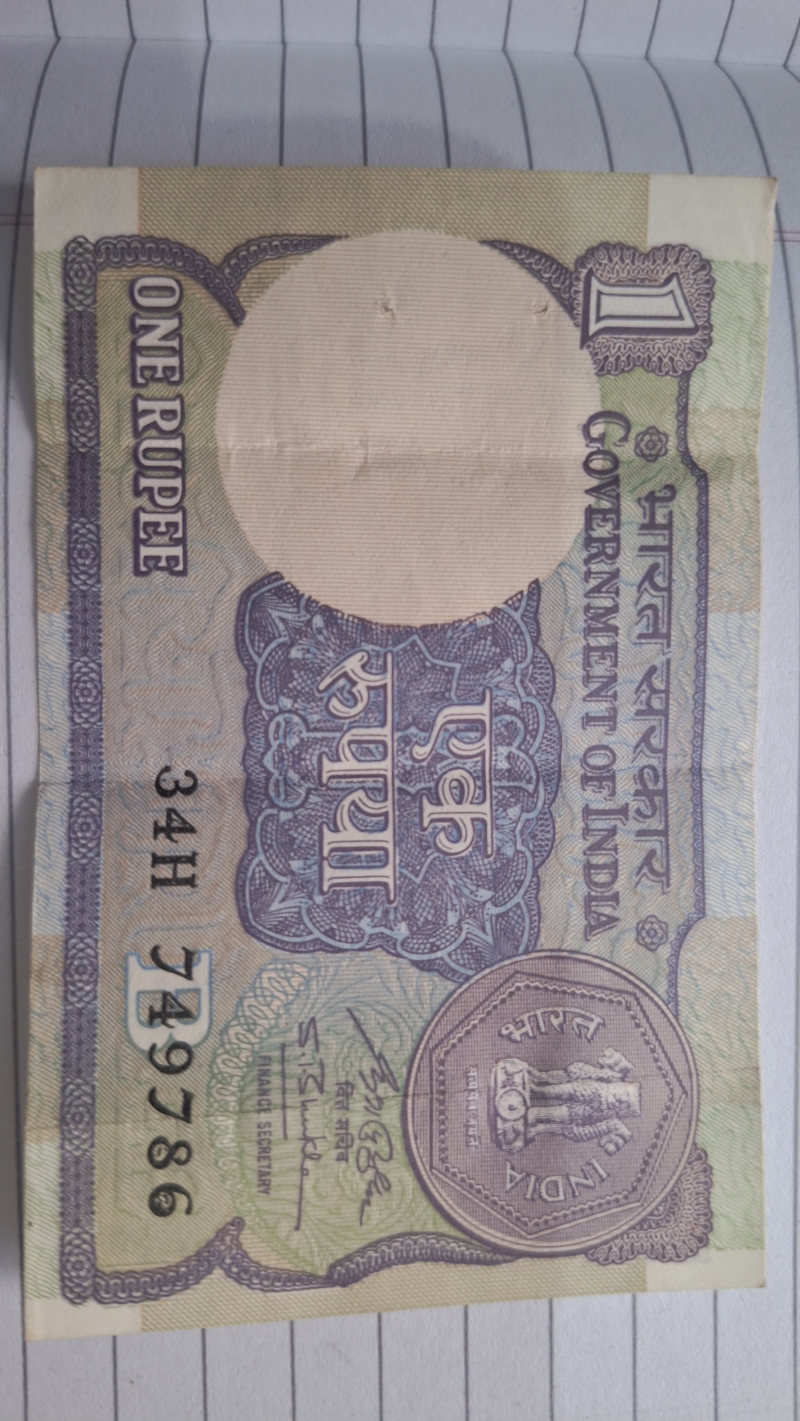 1
भारत सरकार
GOVERNMENT OF INDIA
भारत
INDIA
सत्यमेव जयते
एक
रुपया
वित्त सचिव
S.T. Shukla
FINANCE SECRETARY
ONE RUPEE
B
34H 749786